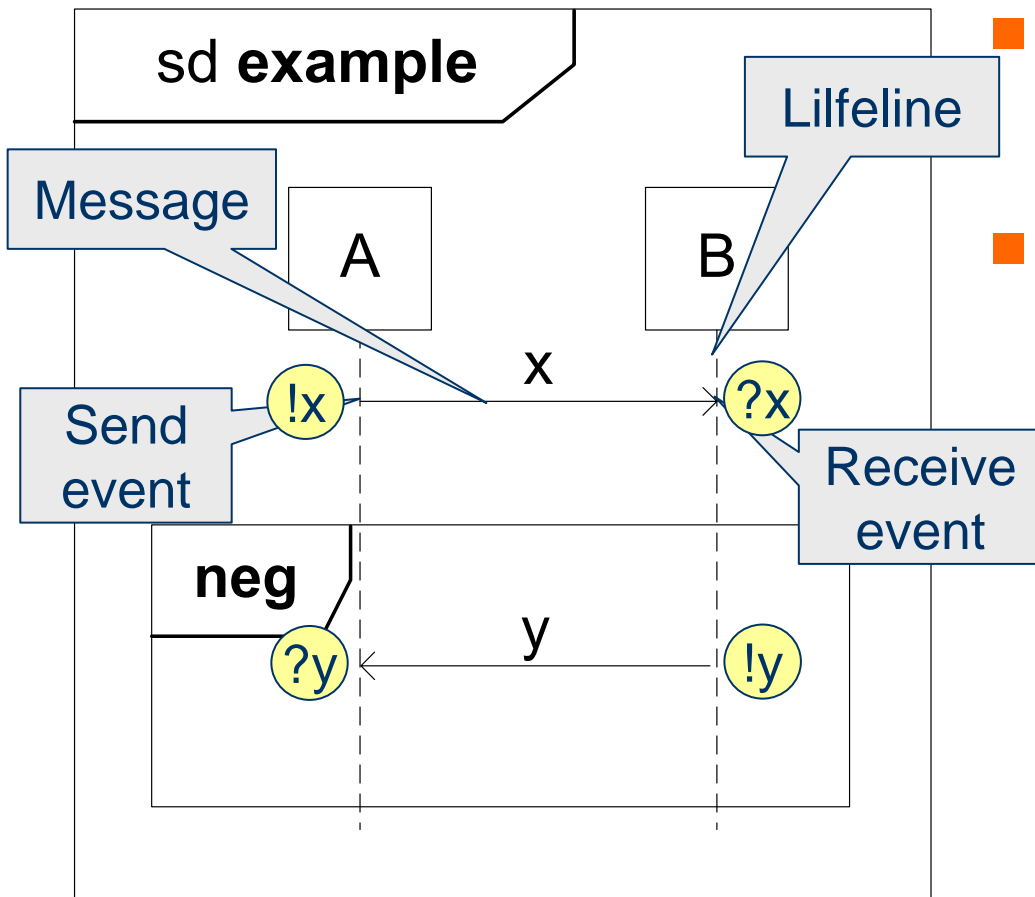 sd example
Lilfeline
Message
A
B
x
!x
?x
Send
event
Receive
event
neg
y
?y
!y